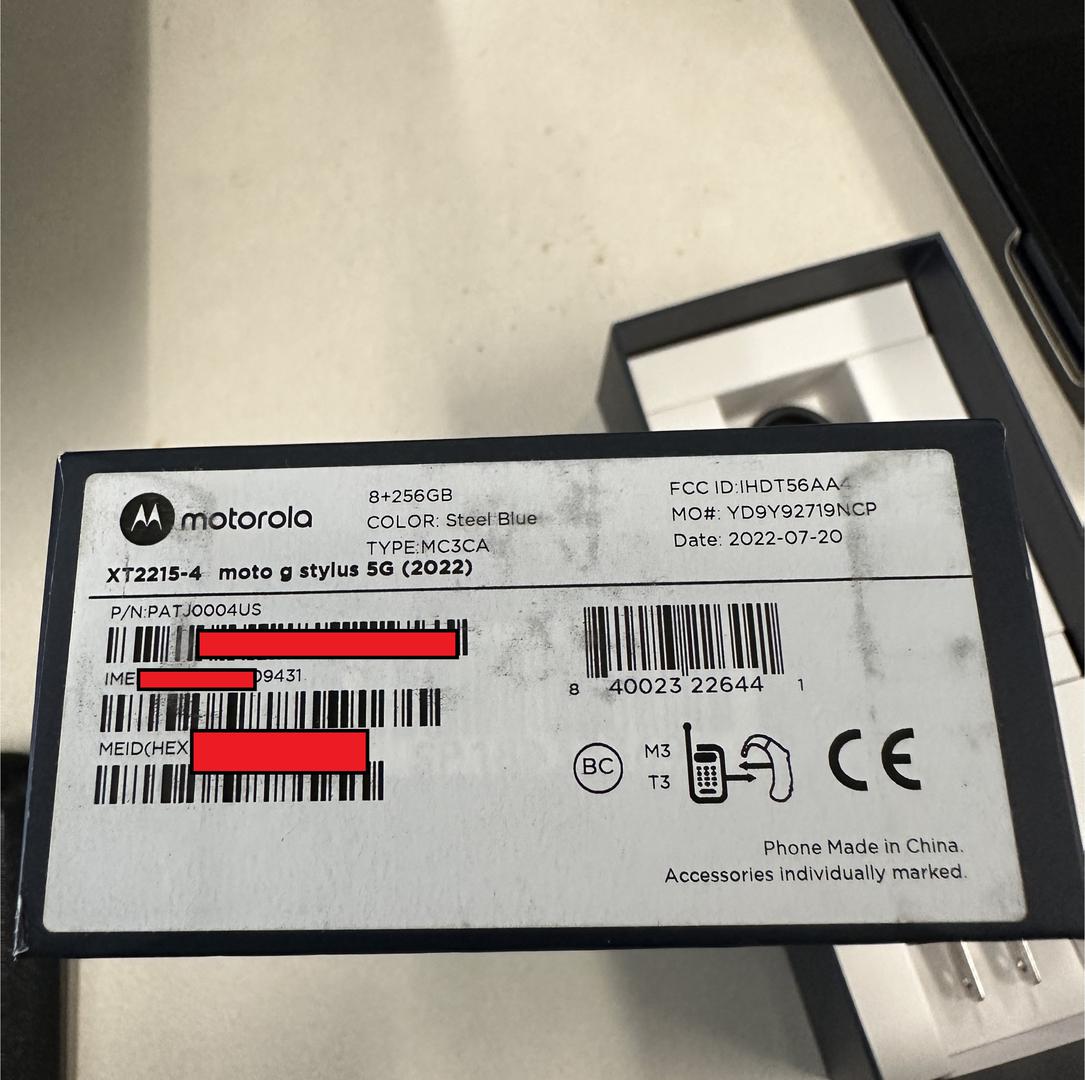 motorola
8+256GB
COLOR: Steel Blue
TYPE:MC3CA
FCC ID:IHDT56AA4
MO#: YD9Y92719NCP
Date: 2022-07-20
XT2215-4 moto g stylus 5G (2022)
P/N:PATJ0004US
IME
09431
MEID(HEX
8 40023 22644 1
BC
M3
T3
CE
Phone Made in China.
Accessories individually marked.